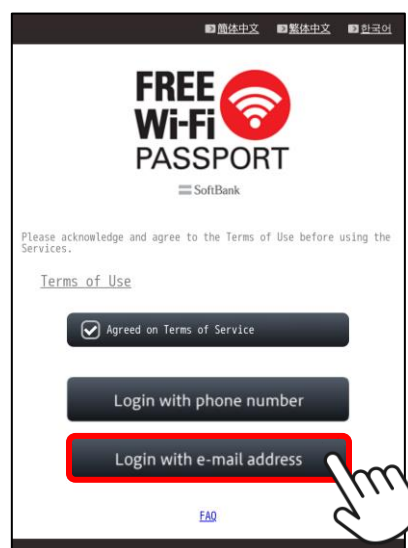 簡体中文 繁体中文 한국어
FREE
Wi-Fi
PASSPORT
SoftBank
Please acknowledge and agree to the Terms of Use before using the
Services.
Terms of Use
Agreed on Terms of Service
Login with phone number
Login with e-mail address
FAQ